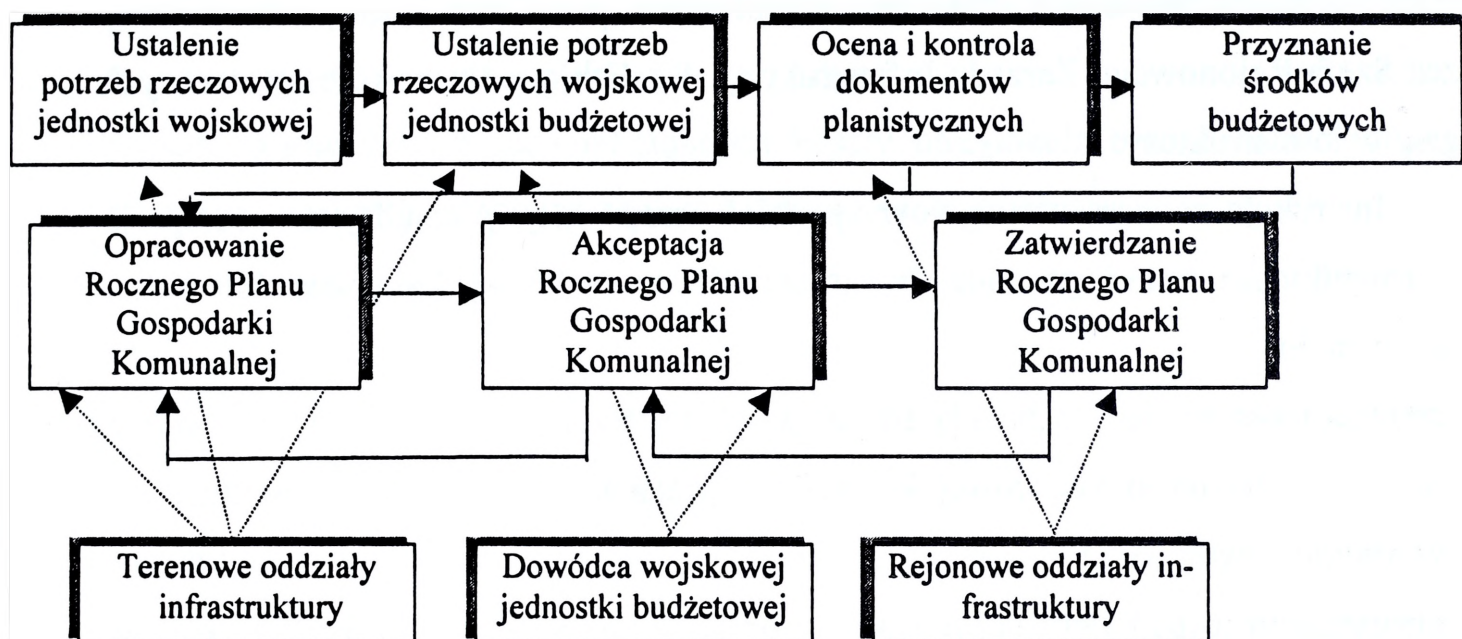 Ustalenie
potrzeb rzeczowych
jednostki wojskowej
Ustalenie potrzeb
rzeczowych wojskowej
jednostki budżetowej
Ocena i kontrola
dokumentów
planistycznych
Przyznanie
środków
budżetowych
Opracowanie
Rocznego Planu
Gospodarki
Komunalnej
Akceptacja
Rocznego Planu
Gospodarki
Komunalnej
Zatwierdzanie
Rocznego Planu
Gospodarki
Komunalnej
Terenowe oddziały
infrastruktury
Dowódca wojskowej
jednostki budżetowej
Rejonowe oddziały in-
frastruktury